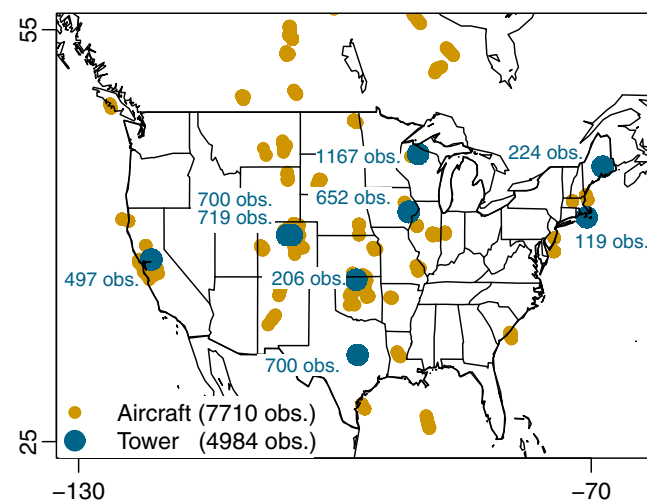 55
1167 obs.
224 obs.
700 obs.
652 obs.
719 obs.
119 obs.
497 obs.
206 obs.
700 obs.
Aircraft (7710 obs.)
Tower (4984 obs.)
25
−130
−70